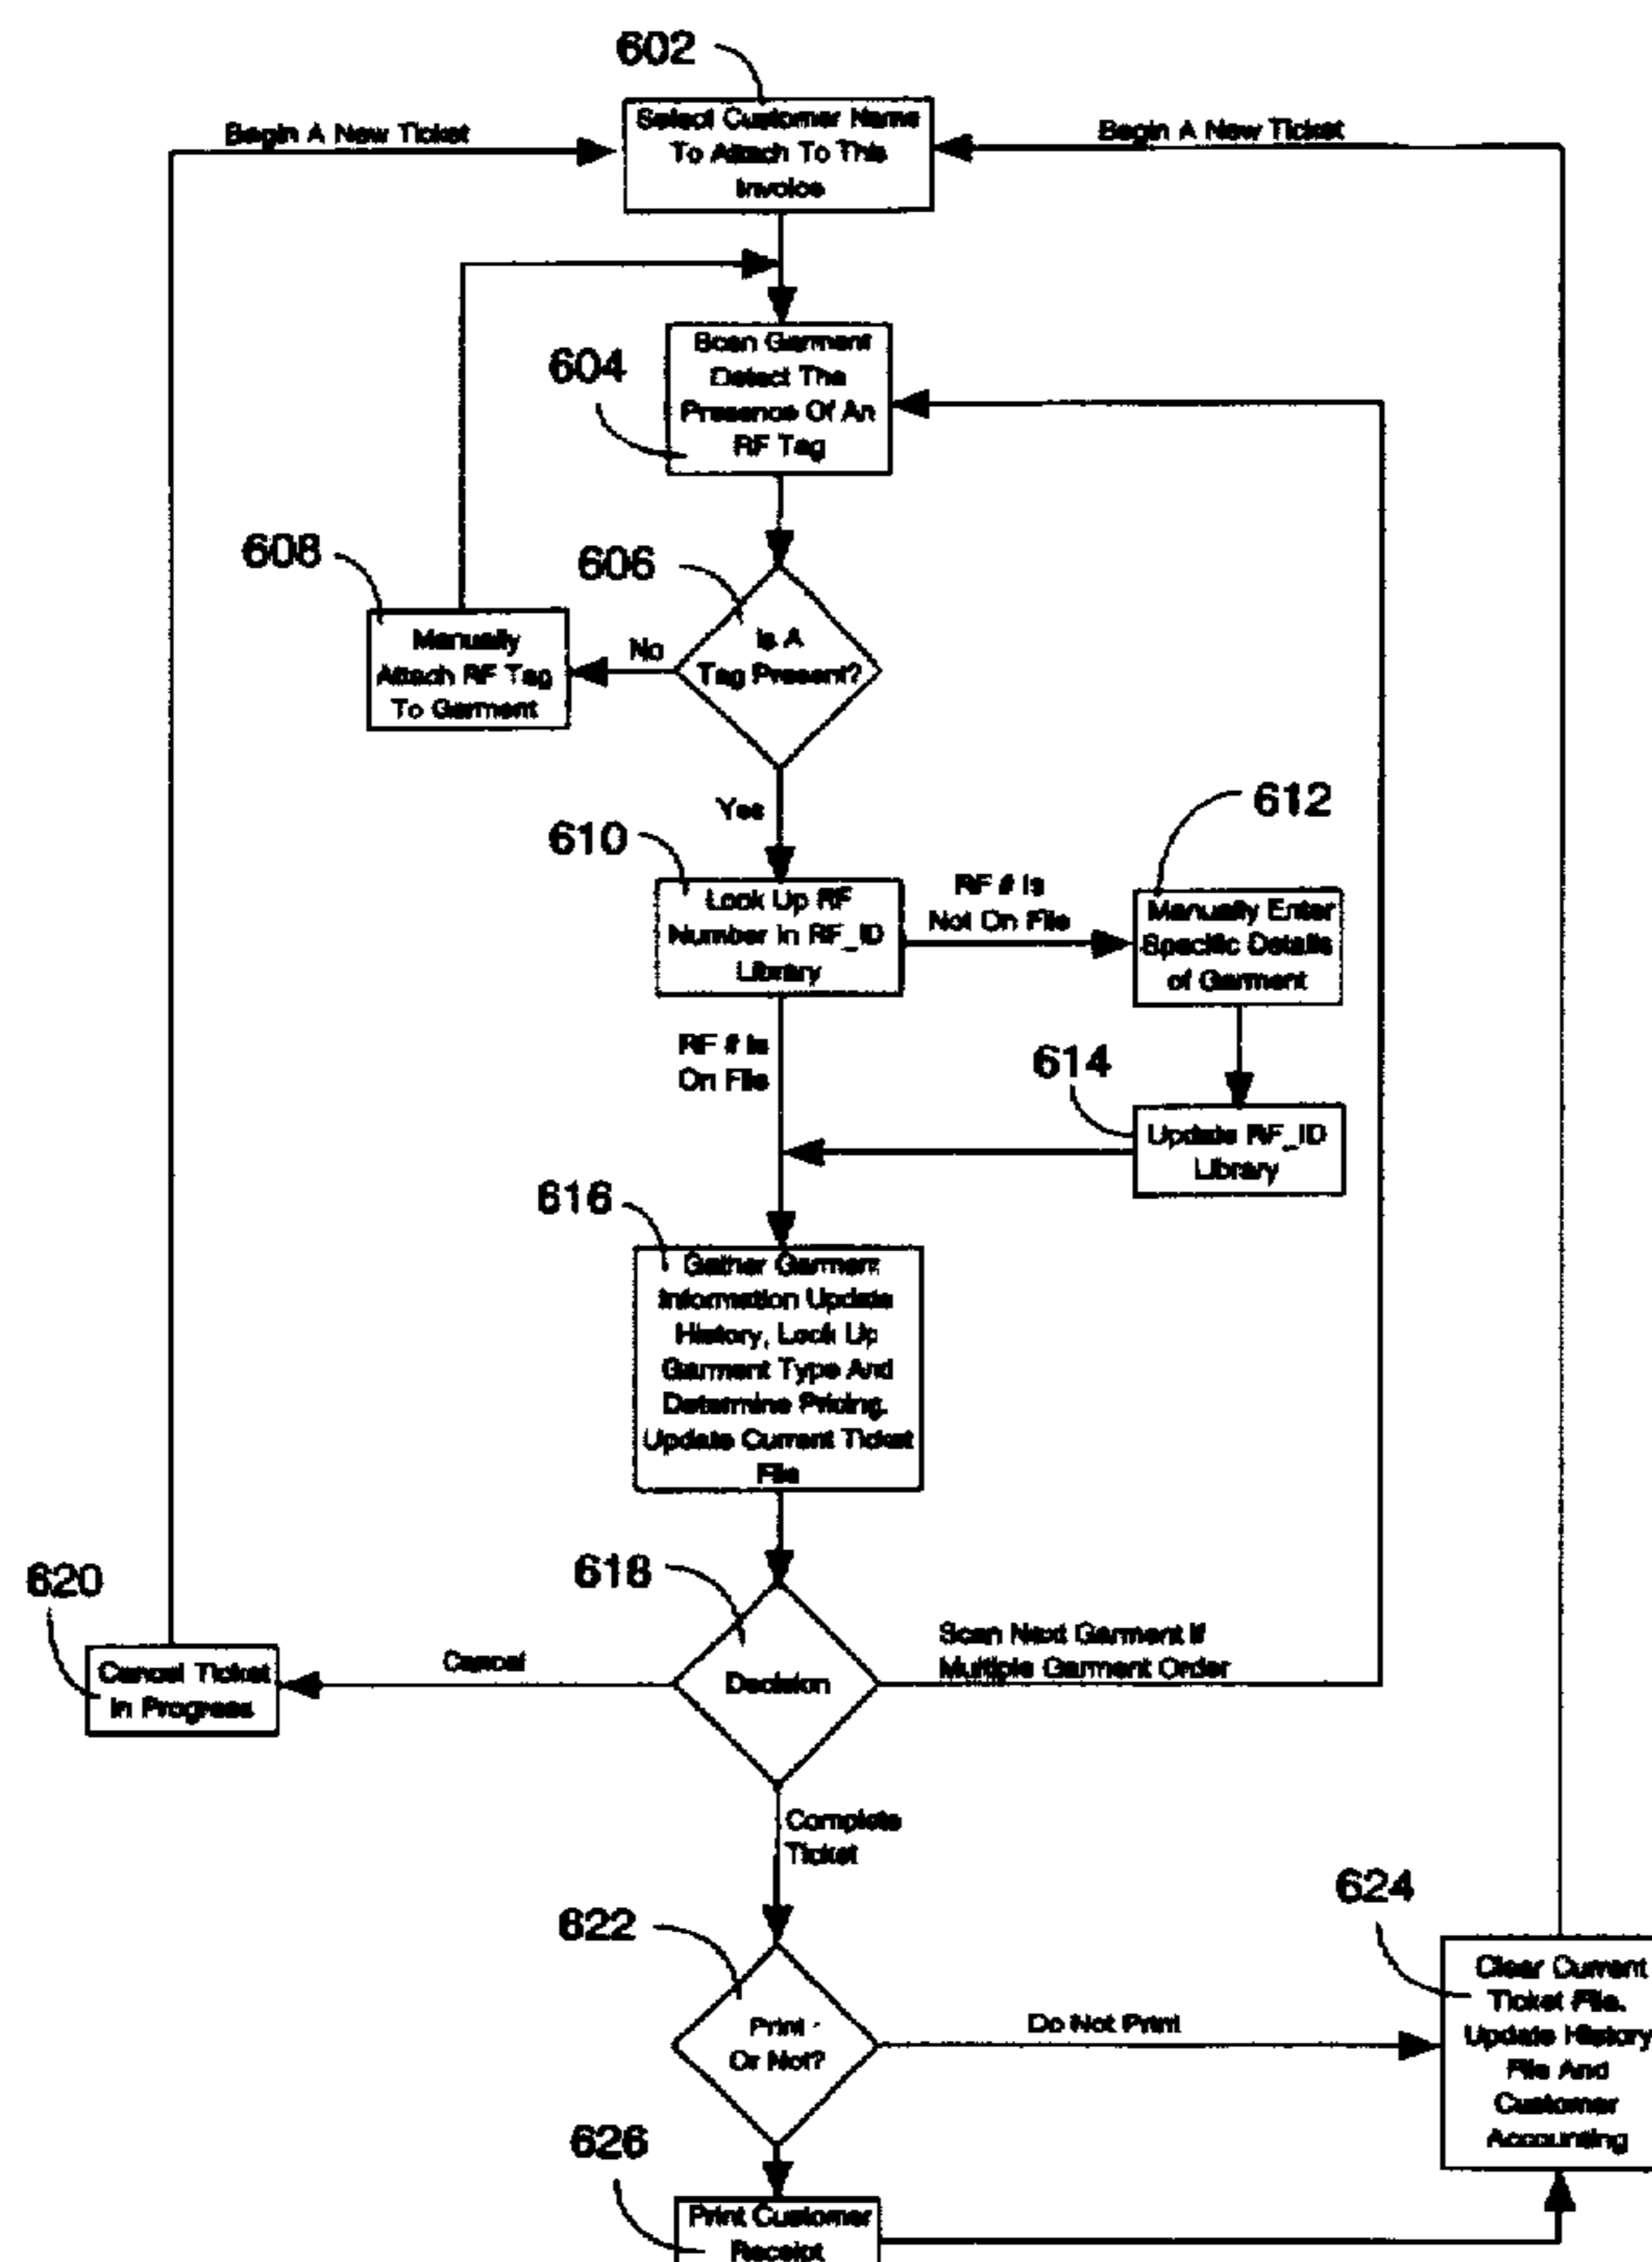 602
Begin A New Ticket
Select Customer Name
To Attach To This
Invoice
Begin A New Ticket
604
Scan Garment
Detect The
Presence Of An
RF Tag
608
606
Manually
Attach RF Tag
To Garment
No
Is A
Tag Present?
Yes
610
612
Look Up RF
Number in RF_ID
Library
RF # Is
Not On File
Manually Enter
Specific Details
of Garment
RF # Is
On File
614
Update RF_ID
Library
616
Gather Garment
Information Update
History, Look Up
Garment Type And
Determine Pricing.
Update Current Ticket
File
618
620
Cancel Ticket
In Progress
Cancel
Decision
Scan Next Garment If
Multiple Garment Order
Complete
Ticket
622
624
Print
Or Not?
Do Not Print
Clear Current
Ticket File.
Update History
File And
Customer
Accounting
626
Print Customer
Receipt